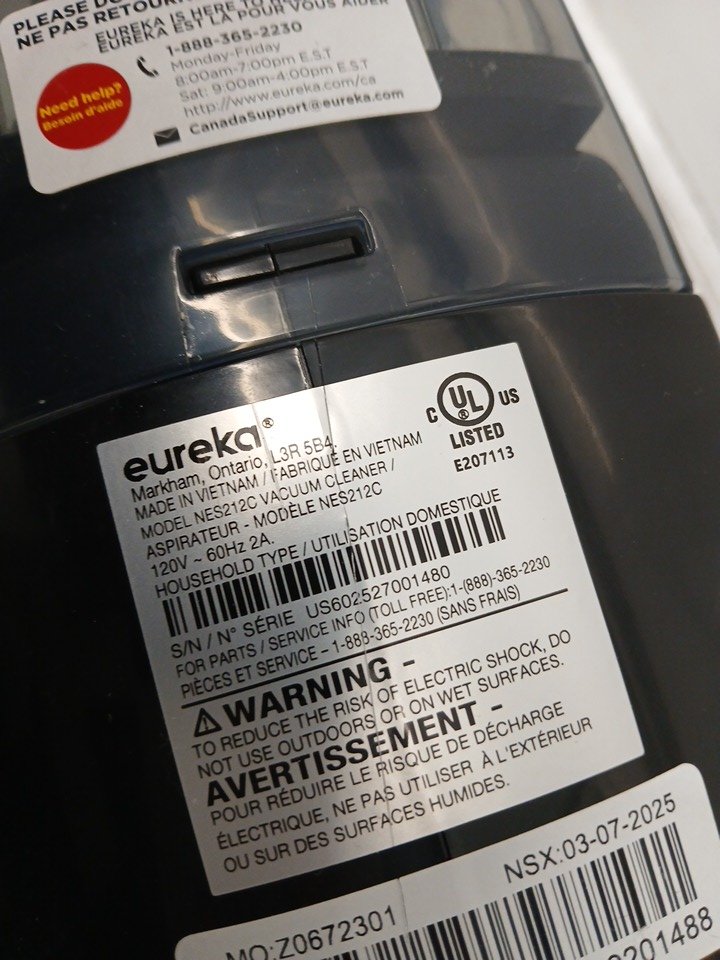 PLEASE DO
NE PAS RETOUR
EUREKA IS HERE TO
EUREKA EST LÀ POUR VOUS AIDER
1-888-365-2230
Monday-Friday
8:00am-7:00pm E.S.T
Sat: 9:00am-4:00pm E.S.T
http://www.eureka.com/ca
CanadaSupport@eureka.com
Need help?
Besoin d'aide
eureka®
Markham, Ontario, L3R 5B4.
MADE IN VIETNAM / FABRIQUÉ EN VIETNAM
MODEL NES212C VACUUM CLEANER /
ASPIRATEUR - MODÈLE NES212C
120V ~ 60Hz 2A.
HOUSEHOLD TYPE / UTILISATION DOMESTIQUE
C UL ® US
LISTED
E207113
S/N / N° SÉRIE US602527001480
FOR PARTS / SERVICE INFO (TOLL FREE):1-(888)-365-2230
PIÈCES ET SERVICE - 1-888-365-2230 (SANS FRAIS)
⚠WARNING -
TO REDUCE THE RISK OF ELECTRIC SHOCK, DO
NOT USE OUTDOORS OR ON WET SURFACES.
AVERTISSEMENT -
POUR RÉDUIRE LE RISQUE DE DÉCHARGE
ÉLECTRIQUE, NE PAS UTILISER À L'EXTÉRIEUR
OU SUR DES SURFACES HUMIDES.
NSX:03-07-2025
MO:Z0672301
0201488